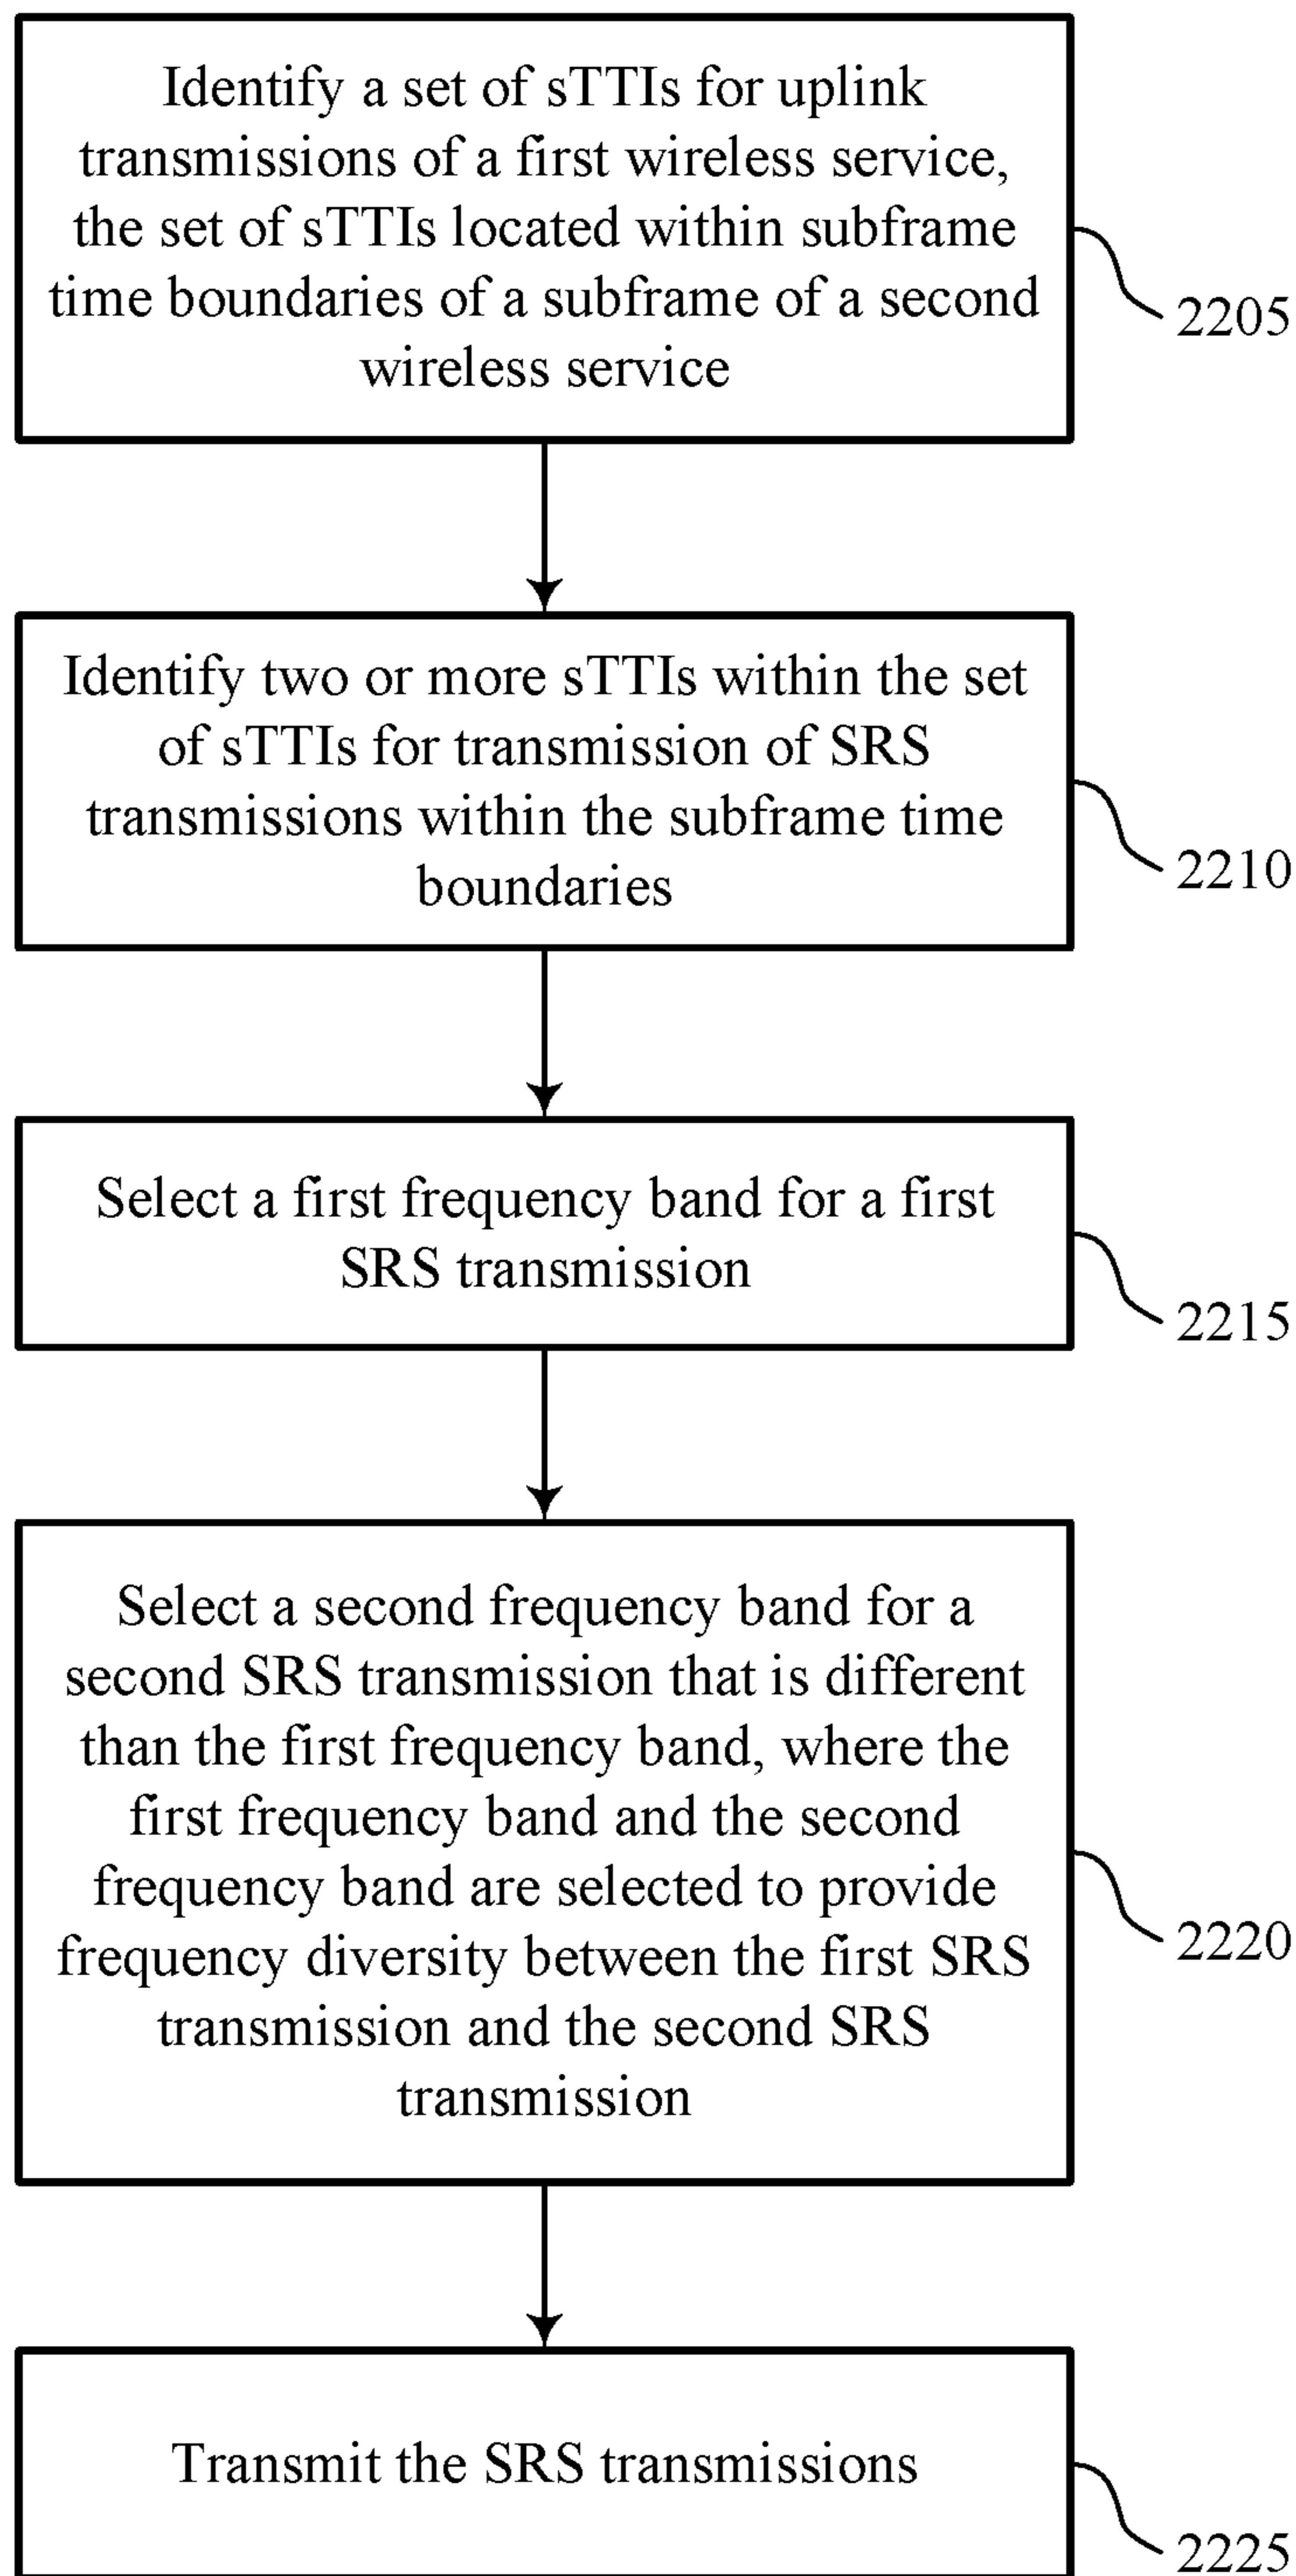 Identify a set of sTTIs for uplink
transmissions of a first wireless service,
the set of sTTIs located within subframe
time boundaries of a subframe of a second
wireless service
2205
Identify two or more sTTIs within the set
of sTTIs for transmission of SRS
transmissions within the subframe time
boundaries
2210
Select a first frequency band for a first
SRS transmission
2215
Select a second frequency band for a
second SRS transmission that is different
than the first frequency band, where the
first frequency band and the second
frequency band are selected to provide
frequency diversity between the first SRS
transmission and the second SRS
transmission
2220
Transmit the SRS transmissions
2225